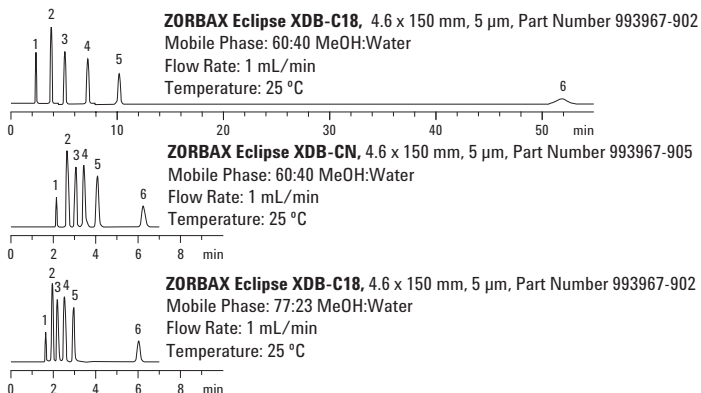 ZORBAX Eclipse XDB-C18, 4.6 x 150 mm, 5 µm, Part Number 993967-902
Mobile Phase: 60:40 MeOH:Water
Flow Rate: 1 mL/min
Temperature: 25 ºC
1 2 3 4 5 6
0 10 20 30 40 50 min
ZORBAX Eclipse XDB-CN, 4.6 x 150 mm, 5 µm, Part Number 993967-905
Mobile Phase: 60:40 MeOH:Water
Flow Rate: 1 mL/min
Temperature: 25 ºC
1 2 3 4 5 6
0 2 4 6 8 min
ZORBAX Eclipse XDB-C18, 4.6 x 150 mm, 5 µm, Part Number 993967-902
Mobile Phase: 77:23 MeOH:Water
Flow Rate: 1 mL/min
Temperature: 25 ºC
1 2 3 4 5 6
0 2 4 6 8 min